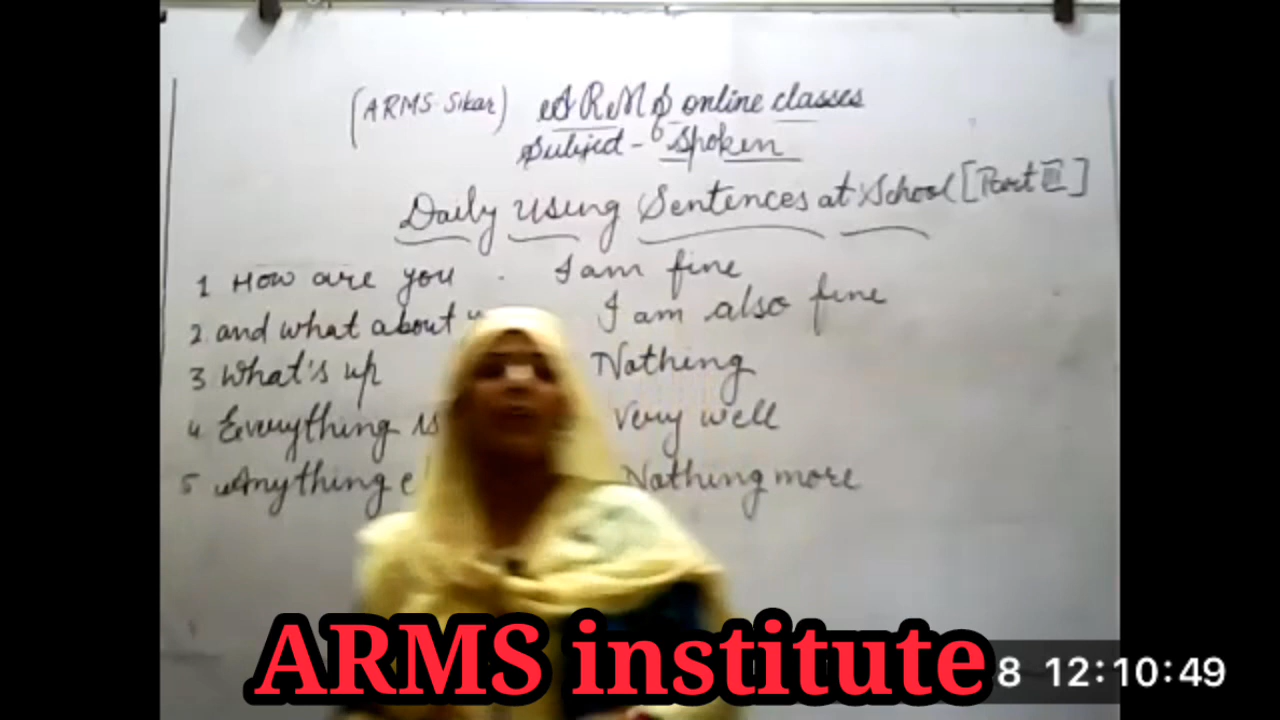 (ARMS Sikar) ARMS online classes
Subject - Spoken
Daily Using Sentences at School [Part II]
1 How are you . I am fine
2 and what about I am also fine
3 What's up Nothing
4 Everything is Very well
5 Anything Nothing more
ARMS institute 8 12:10:49